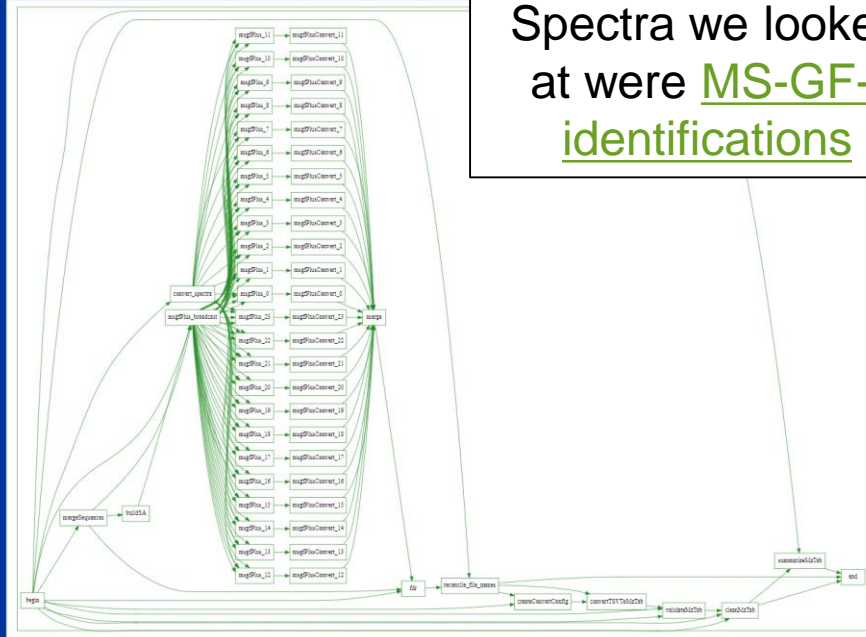 Spectra we looke
at were MS-GF-
identifications
msgfPlus_11 msgfPlusConvert_11
msgfPlus_10 msgfPlusConvert_10
msgfPlus_9 msgfPlusConvert_9
msgfPlus_8 msgfPlusConvert_8
msgfPlus_7 msgfPlusConvert_7
msgfPlus_6 msgfPlusConvert_6
msgfPlus_5 msgfPlusConvert_5
msgfPlus_4 msgfPlusConvert_4
msgfPlus_3 msgfPlusConvert_3
msgfPlus_2 msgfPlusConvert_2
msgfPlus_1 msgfPlusConvert_1
convert_spectra msgfPlus_0 msgfPlusConvert_0
msgfPlus_broadcast msgfPlus_23 msgfPlusConvert_23 merge
msgfPlus_22 msgfPlusConvert_22
msgfPlus_21 msgfPlusConvert_21
msgfPlus_20 msgfPlusConvert_20
msgfPlus_19 msgfPlusConvert_19
msgfPlus_18 msgfPlusConvert_18
msgfPlus_17 msgfPlusConvert_17
msgfPlus_16 msgfPlusConvert_16
msgfPlus_15 msgfPlusConvert_15
mergeSequences buildSA
msgfPlus_14 msgfPlusConvert_14
msgfPlus_13 msgfPlusConvert_13
msgfPlus_12 msgfPlusConvert_12
summarizeMzTab
end
fdr reconcile_file_names
begin createConvertConfig convertTSVToMzTab
validateMzTab cleanMzTab